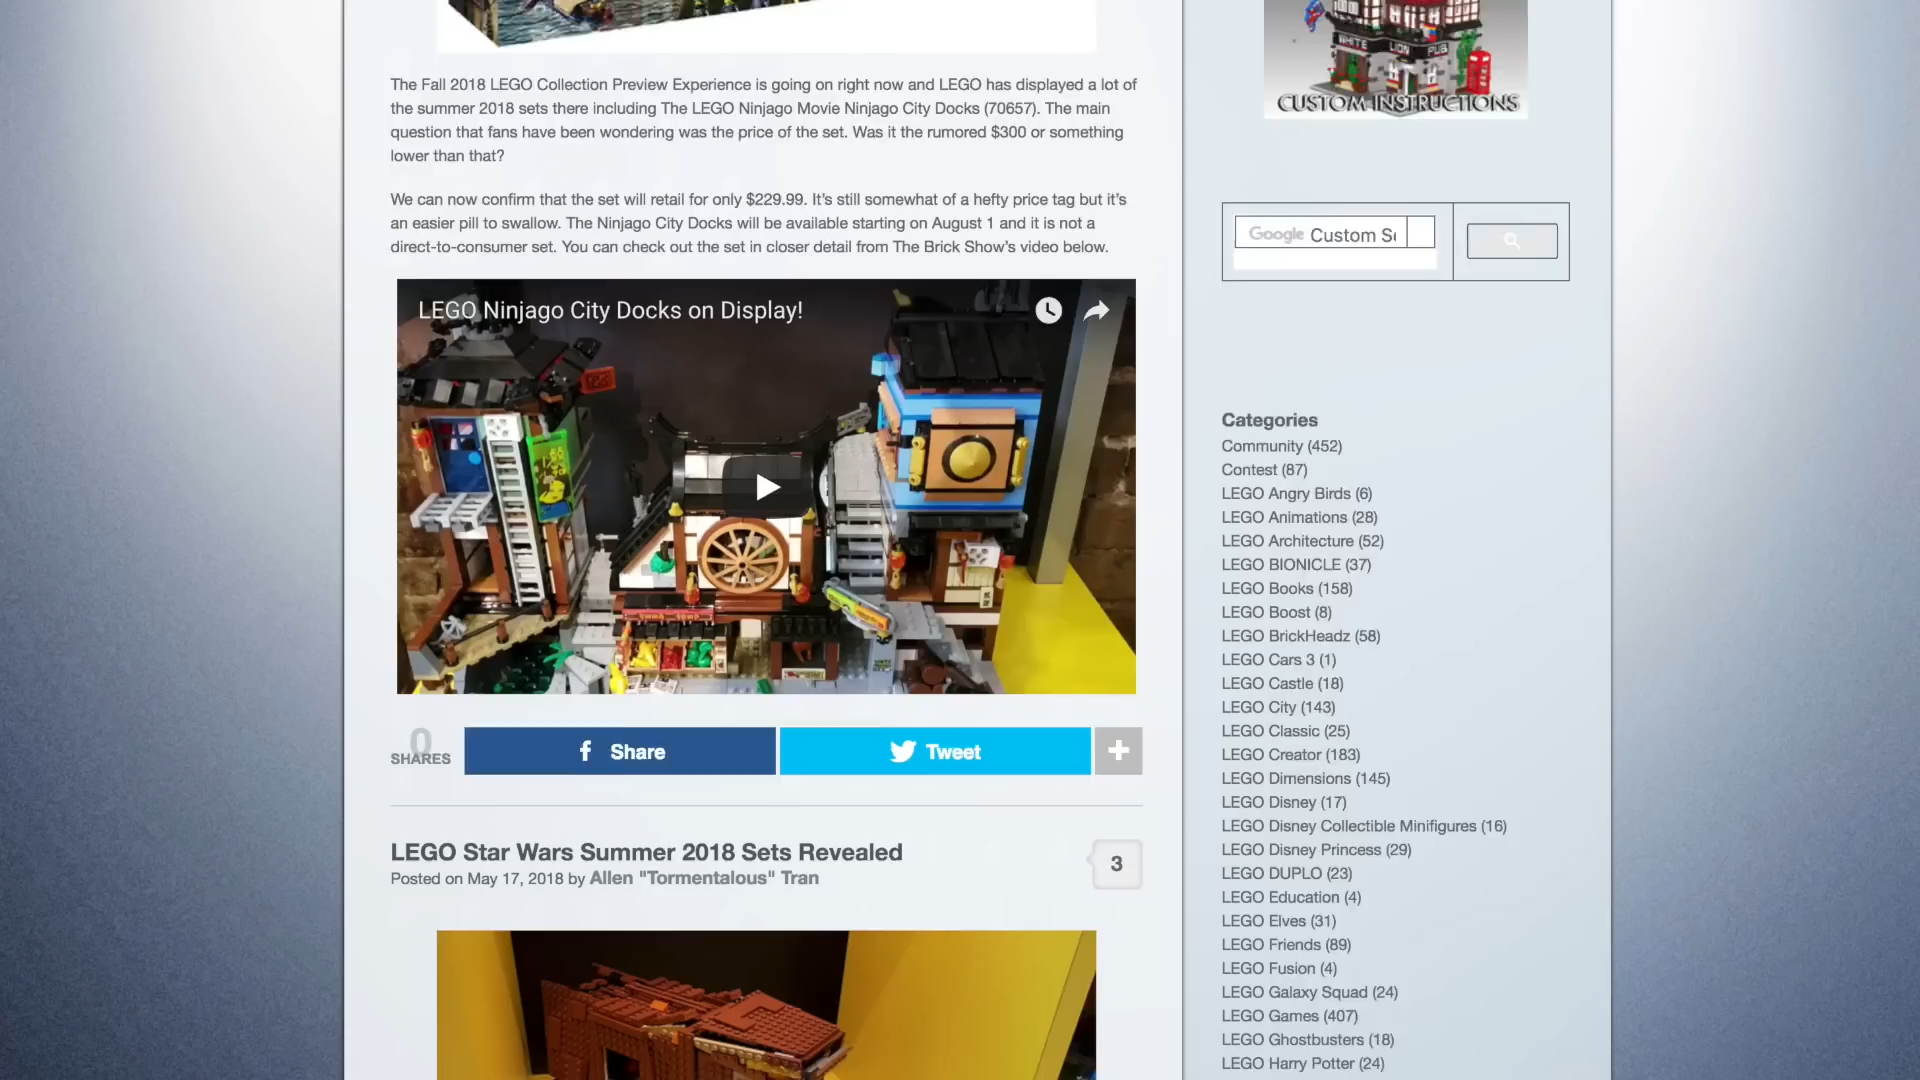 WHITE LION PUB
CUSTOM INSTRUCTIONS
The Fall 2018 LEGO Collection Preview Experience is going on right now and LEGO has displayed a lot of
the summer 2018 sets there including The LEGO Ninjago Movie Ninjago City Docks (70657). The main
question that fans have been wondering was the price of the set. Was it the rumored $300 or something
lower than that?
We can now confirm that the set will retail for only $229.99. It's still somewhat of a hefty price tag but it's
an easier pill to swallow. The Ninjago City Docks will be available starting on August 1 and it is not a
direct-to-consumer set. You can check out the set in closer detail from The Brick Show's video below.
LEGO Ninjago City Docks on Display!
0
SHARES
Share
Tweet
LEGO Star Wars Summer 2018 Sets Revealed
3
Posted on May 17, 2018 by Allen "Tormentalous" Tran
Google Custom Se
Categories
Community (452)
Contest (87)
LEGO Angry Birds (6)
LEGO Animations (28)
LEGO Architecture (52)
LEGO BIONICLE (37)
LEGO Books (158)
LEGO Boost (8)
LEGO BrickHeadz (58)
LEGO Cars 3 (1)
LEGO Castle (18)
LEGO City (143)
LEGO Classic (25)
LEGO Creator (183)
LEGO Dimensions (145)
LEGO Disney (17)
LEGO Disney Collectible Minifigures (16)
LEGO Disney Princess (29)
LEGO DUPLO (23)
LEGO Education (4)
LEGO Elves (31)
LEGO Friends (89)
LEGO Fusion (4)
LEGO Galaxy Squad (24)
LEGO Games (407)
LEGO Ghostbusters (18)
LEGO Harry Potter (24)